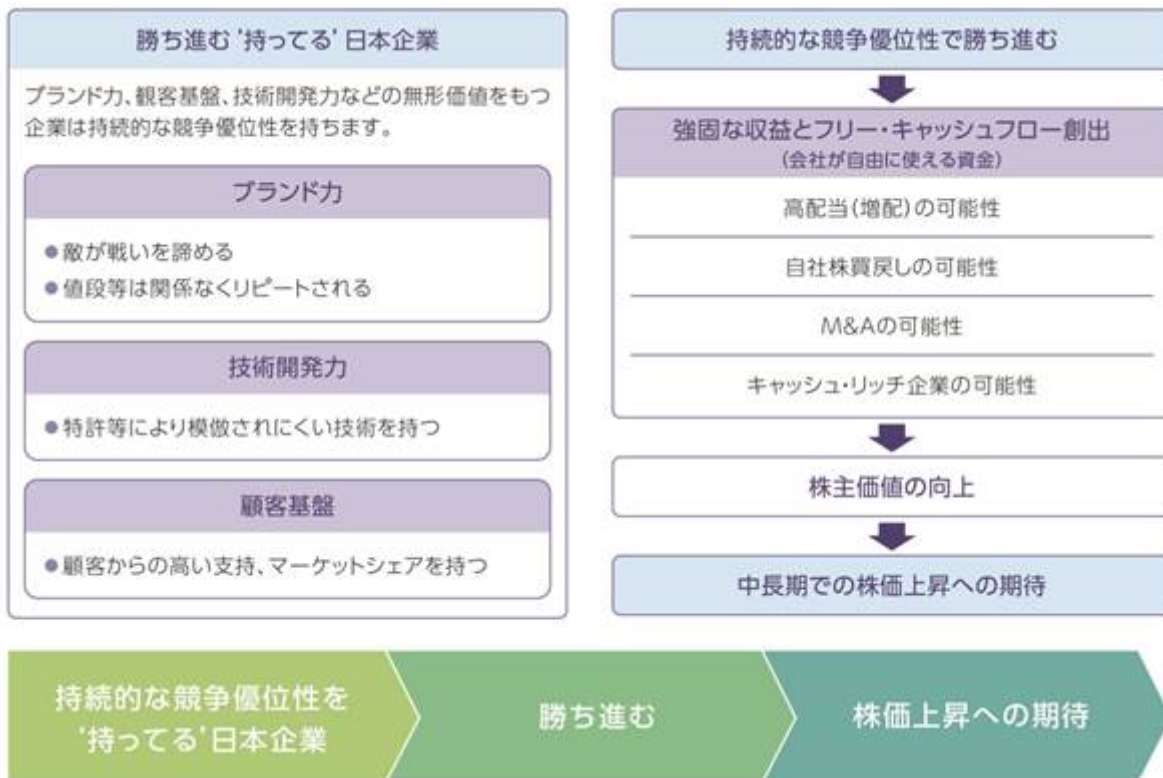 勝ち進む '持ってる' 日本企業
ブランド力、観客基盤、技術開発力などの無形価値をもつ
企業は持続的な競争優位性を持ちます。
ブランド力
●敵が戦いを諦める
●値段等は関係なくリピートされる
技術開発力
●特許等により模倣されにくい技術を持つ
顧客基盤
●顧客からの高い支持、マーケットシェアを持つ
持続的な競争優位性で勝ち進む
強固な収益とフリー・キャッシュフロー創出
(会社が自由に使える資金)
高配当(増配)の可能性
自社株買戻しの可能性
M&Aの可能性
キャッシュ・リッチ企業の可能性
株主価値の向上
中長期での株価上昇への期待
持続的な競争優位性を
'持ってる'日本企業
勝ち進む
株価上昇への期待